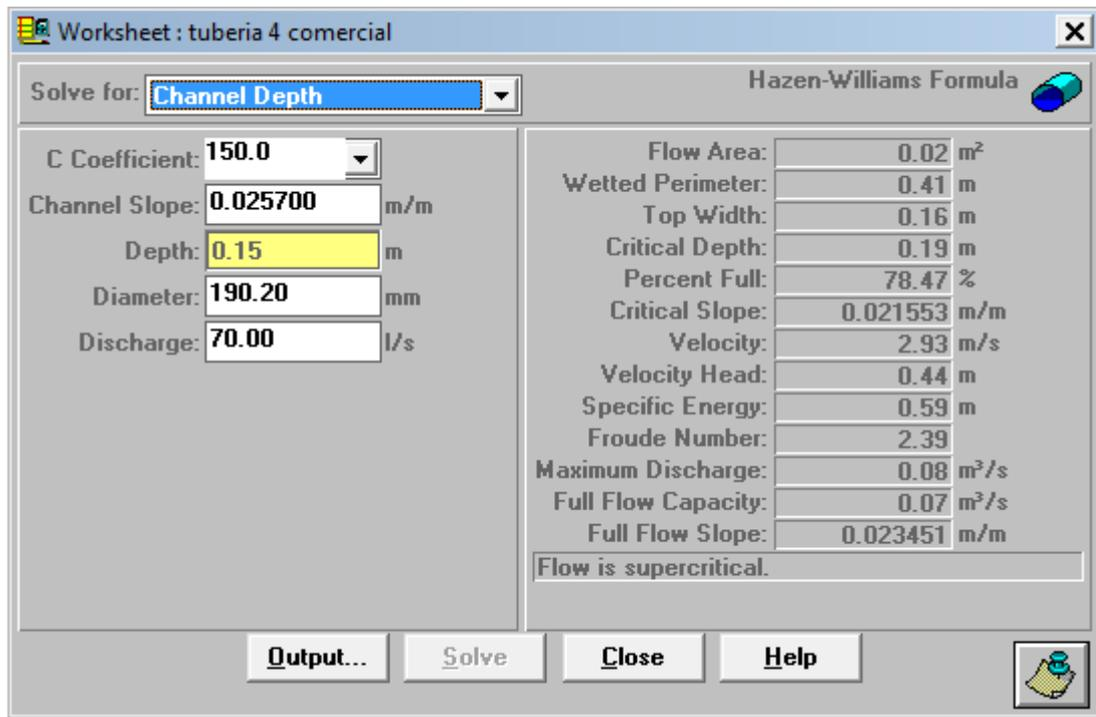 Worksheet : tuberia 4 comercial
Solve for: Channel Depth
Hazen-Williams Formula
C Coefficient: 150.0
Channel Slope: 0.025700 m/m
Depth: 0.15 m
Diameter: 190.20 mm
Discharge: 70.00 l/s
Flow Area: 0.02 m²
Wetted Perimeter: 0.41 m
Top Width: 0.16 m
Critical Depth: 0.19 m
Percent Full: 78.47 %
Critical Slope: 0.021553 m/m
Velocity: 2.93 m/s
Velocity Head: 0.44 m
Specific Energy: 0.59 m
Froude Number: 2.39
Maximum Discharge: 0.08 m³/s
Full Flow Capacity: 0.07 m³/s
Full Flow Slope: 0.023451 m/m
Flow is supercritical.
Output... Solve Close Help